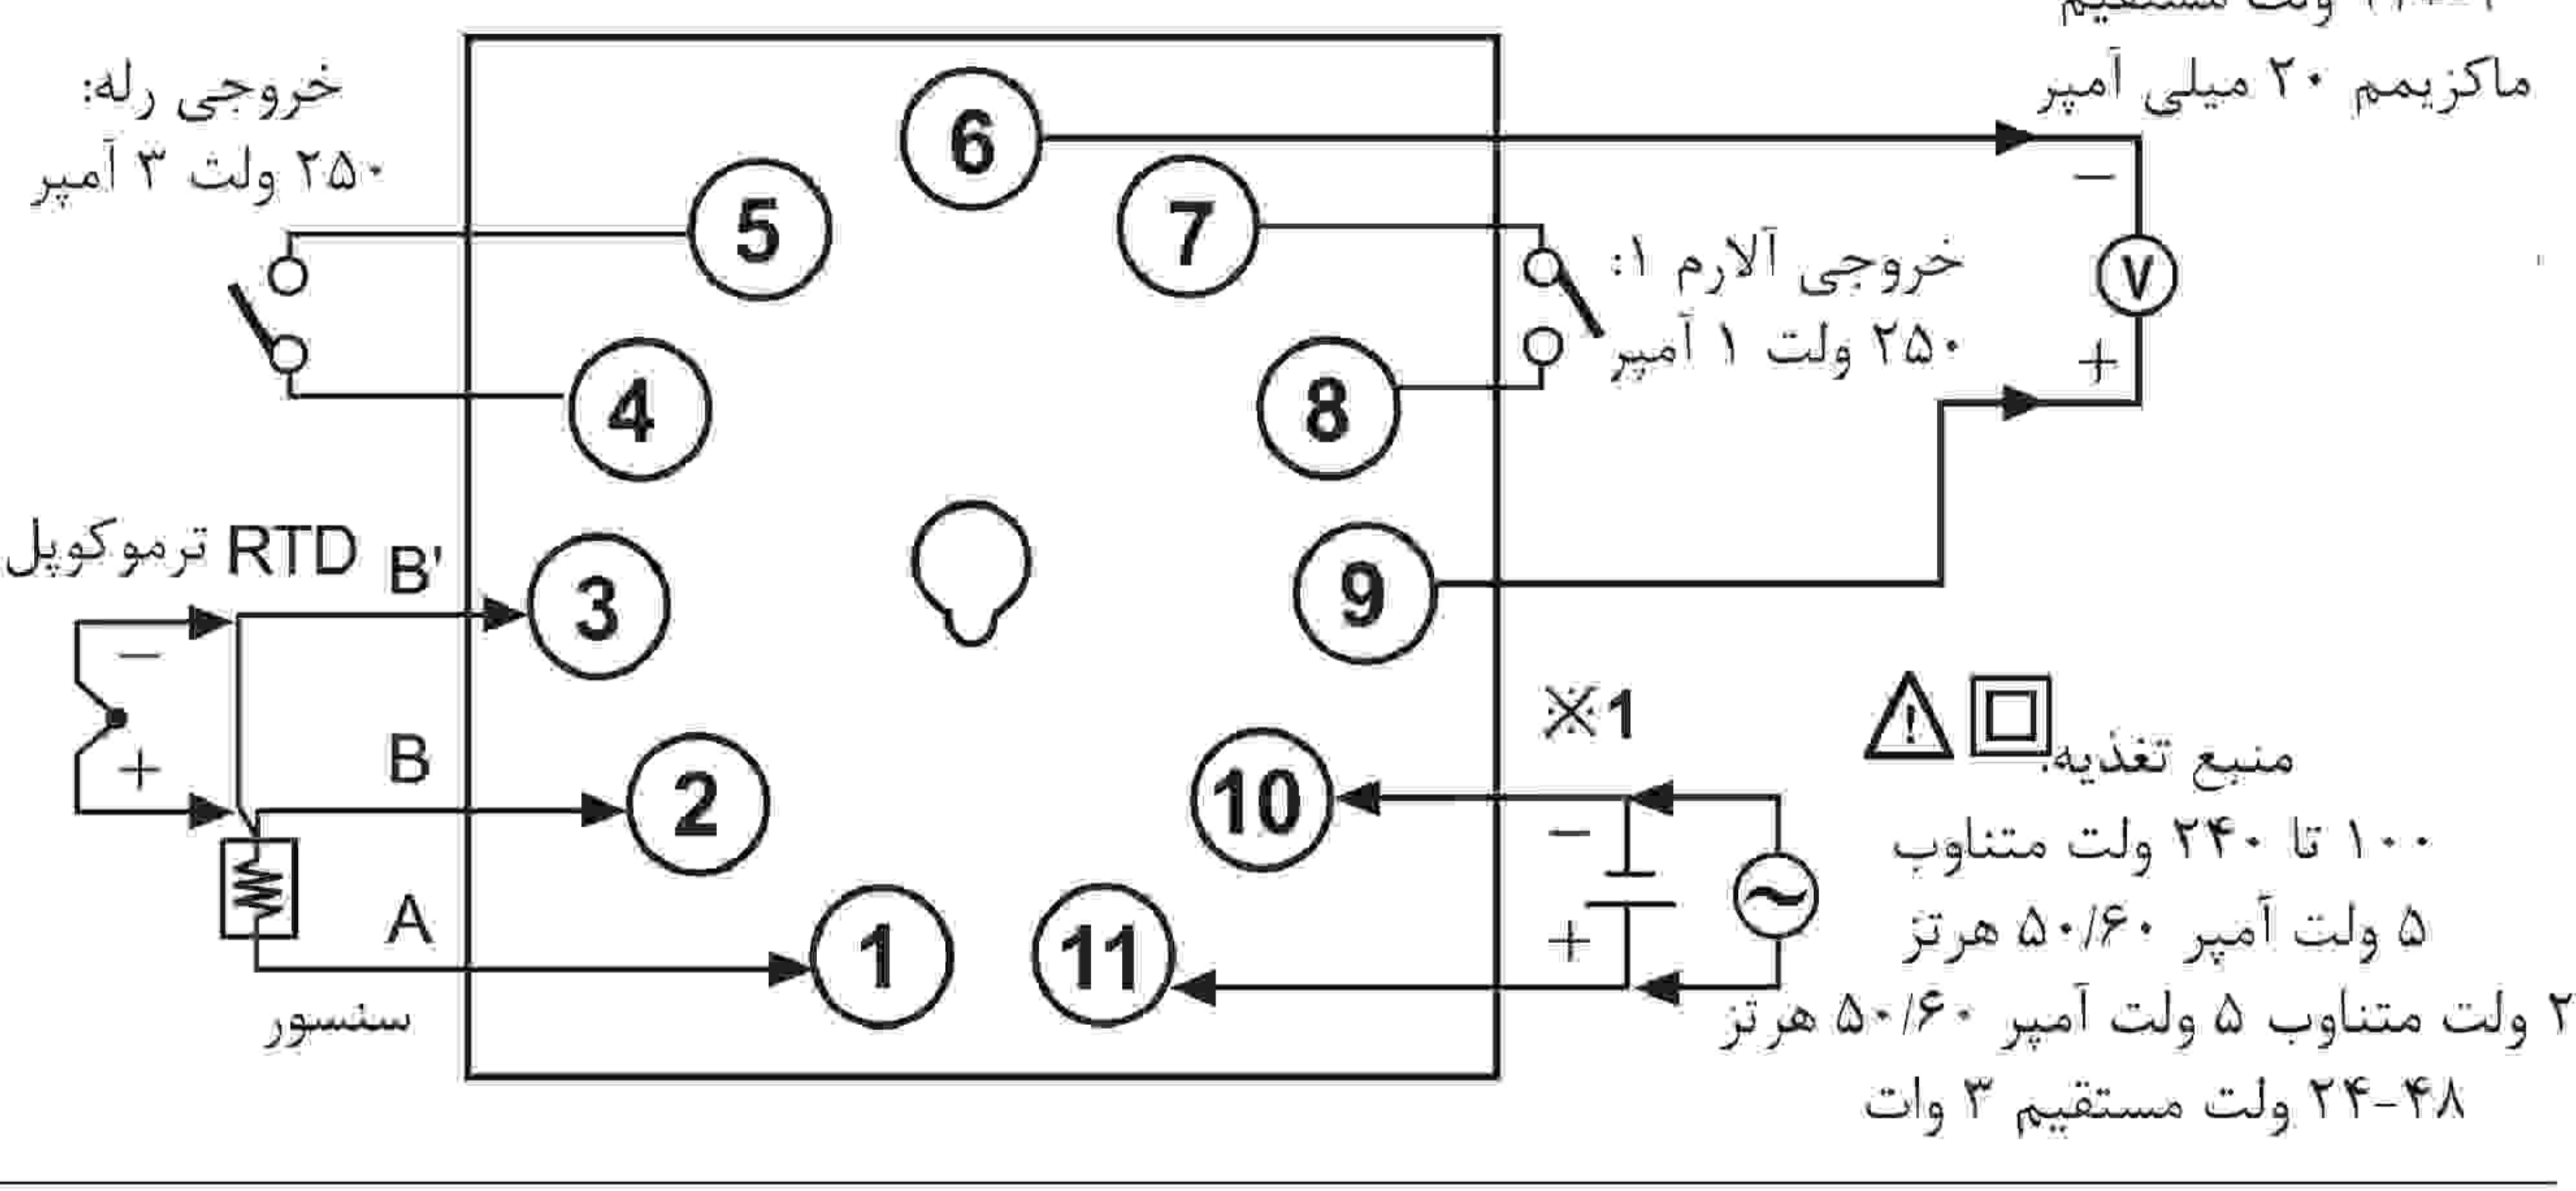 ولت مستقیم
ماکزیمم ۲۰ میلی آمپر
خروجی رله:
۲۵۰ ولت ۳ آمپر
6
5
7
−
V
+
خروجی آلارم ۱:
۲۵۰ ولت ۱ آمپر
4
8
RTD ترموکوپل
B'
3
9
−
+
B
2
A
1
سنسور
※1
10
11
−
+
!
منبع تغذیه:
۱۰۰ تا ۲۴۰ ولت متناوب
۵ ولت آمپر ۵۰/۶۰ هرتز
ولت متناوب ۵ ولت آمپر ۵۰/۶۰ هرتز
۲۴-۴۸ ولت مستقیم ۳ وات